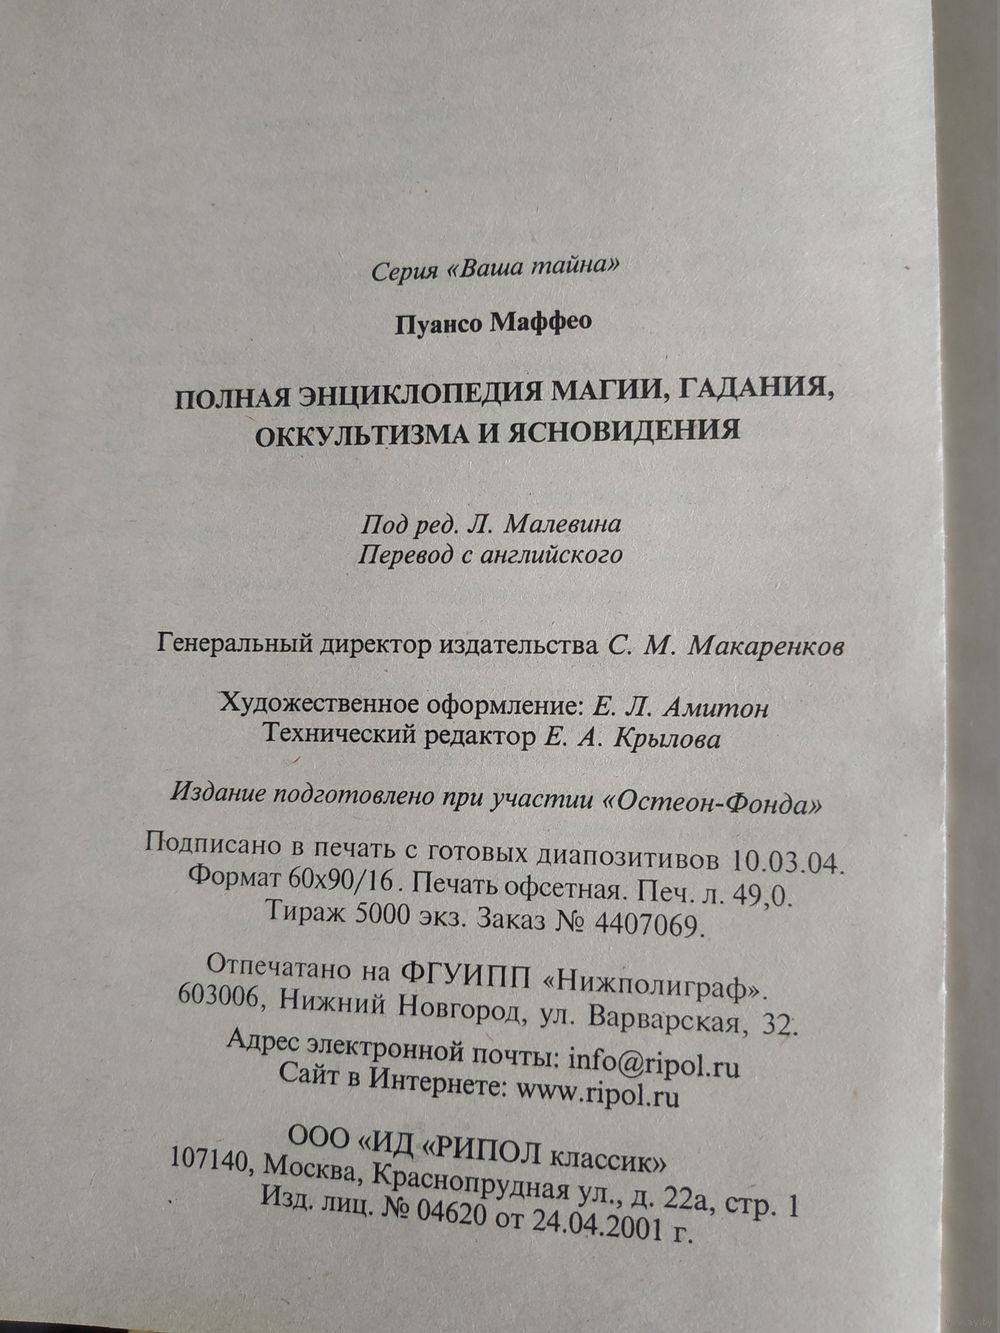 Серия «Ваша тайна»
Пуансо Маффео
ПОЛНАЯ ЭНЦИКЛОПЕДИЯ МАГИИ, ГАДАНИЯ,
ОККУЛЬТИЗМА И ЯСНОВИДЕНИЯ
Под ред. Л. Малевина
Перевод с английского
Генеральный директор издательства С. М. Макаренков
Художественное оформление: Е. Л. Амитон
Технический редактор Е. А. Крылова
Издание подготовлено при участии «Остеон-Фонда»
Подписано в печать с готовых диапозитивов 10.03.04.
Формат 60х90/16. Печать офсетная. Печ. л. 49,0.
Тираж 5000 экз. Заказ № 4407069.
Отпечатано на ФГУИПП «Нижполиграф».
603006, Нижний Новгород, ул. Варварская, 32.
Адрес электронной почты: info@ripol.ru
Сайт в Интернете: www.ripol.ru
ООО «ИД «РИПОЛ классик»
107140, Москва, Краснопрудная ул., д. 22а, стр. 1
Изд. лиц. № 04620 от 24.04.2001 г.